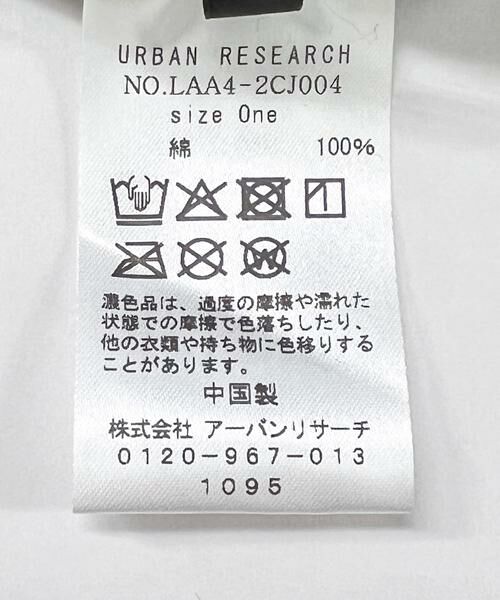 URBAN RESEARCH
NO.LAA4-2CJ004
size One
綿 100%
濃色品は、過度の摩擦や濡れた
状態での摩擦で色落ちしたり、
他の衣類や持ち物に色移りする
ことがあります。
中国製
株式会社 アーバンリサーチ
0120-967-013
1095